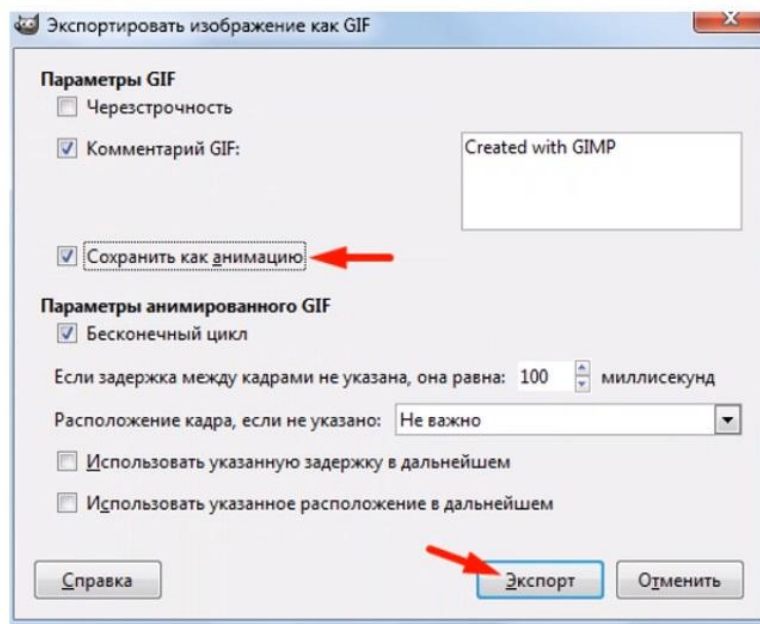 Экспортировать изображение как GIF
Параметры GIF
Черезстрочность
Комментарий GIF:
Created with GIMP
Сохранить как анимацию
Параметры анимированного GIF
Бесконечный цикл
Если задержка между кадрами не указана, она равна: 100 миллисекунд
Расположение кадра, если не указано: Не важно
Использовать указанную задержку в дальнейшем
Использовать указанное расположение в дальнейшем
Справка Экспорт Отменить